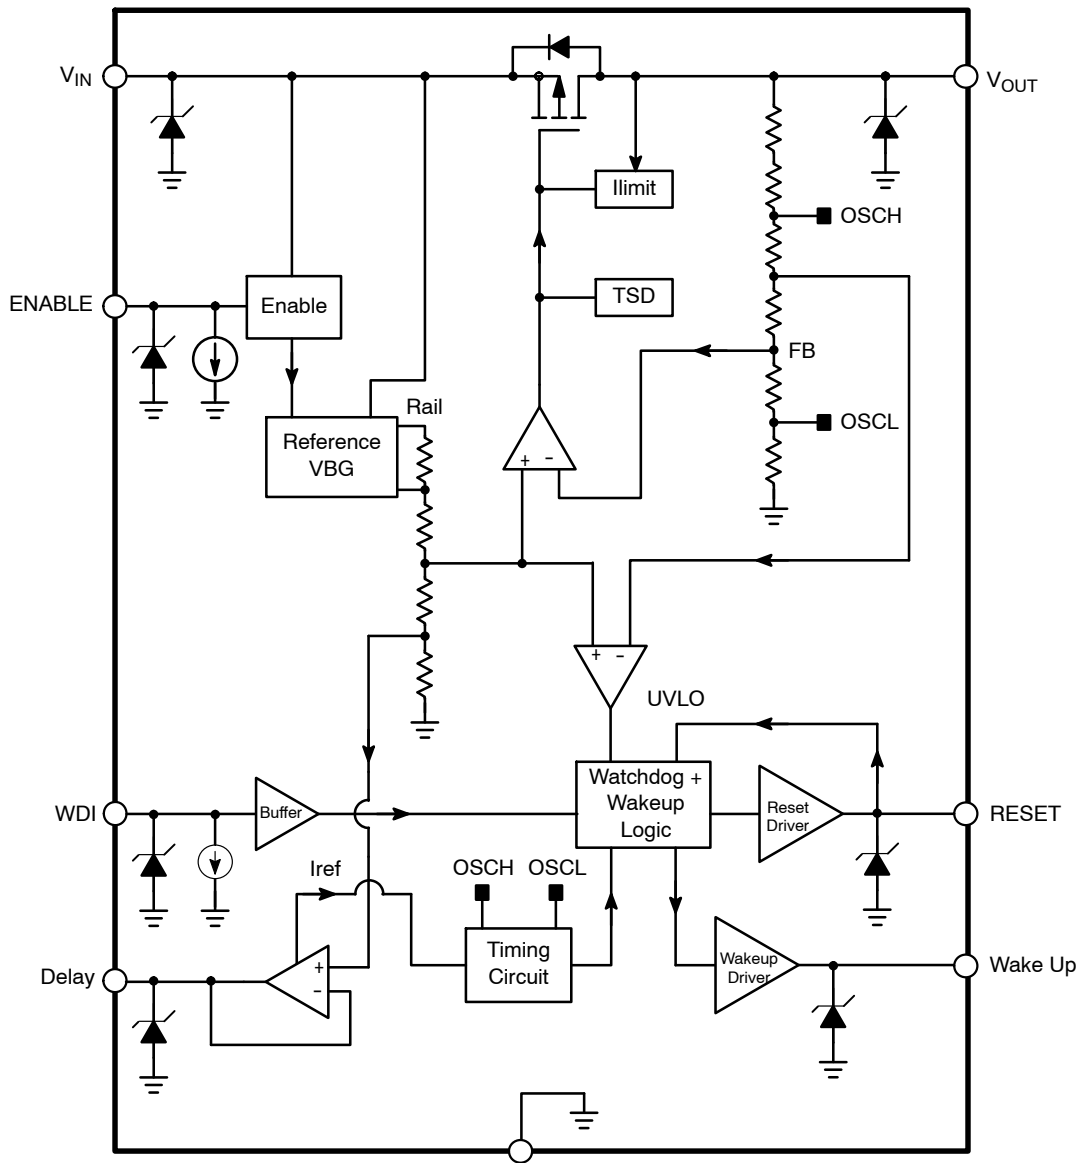 VIN
VOUT
Ilimit
OSCH
ENABLE
Enable
TSD
FB
Rail
OSCL
Reference
VBG
+ −
+ −
UVLO
WDI
Buffer
Watchdog +
Wakeup
Logic
Reset
Driver
RESET
Iref
OSCH
OSCL
Delay
+
−
Timing
Circuit
Wakeup
Driver
Wake Up